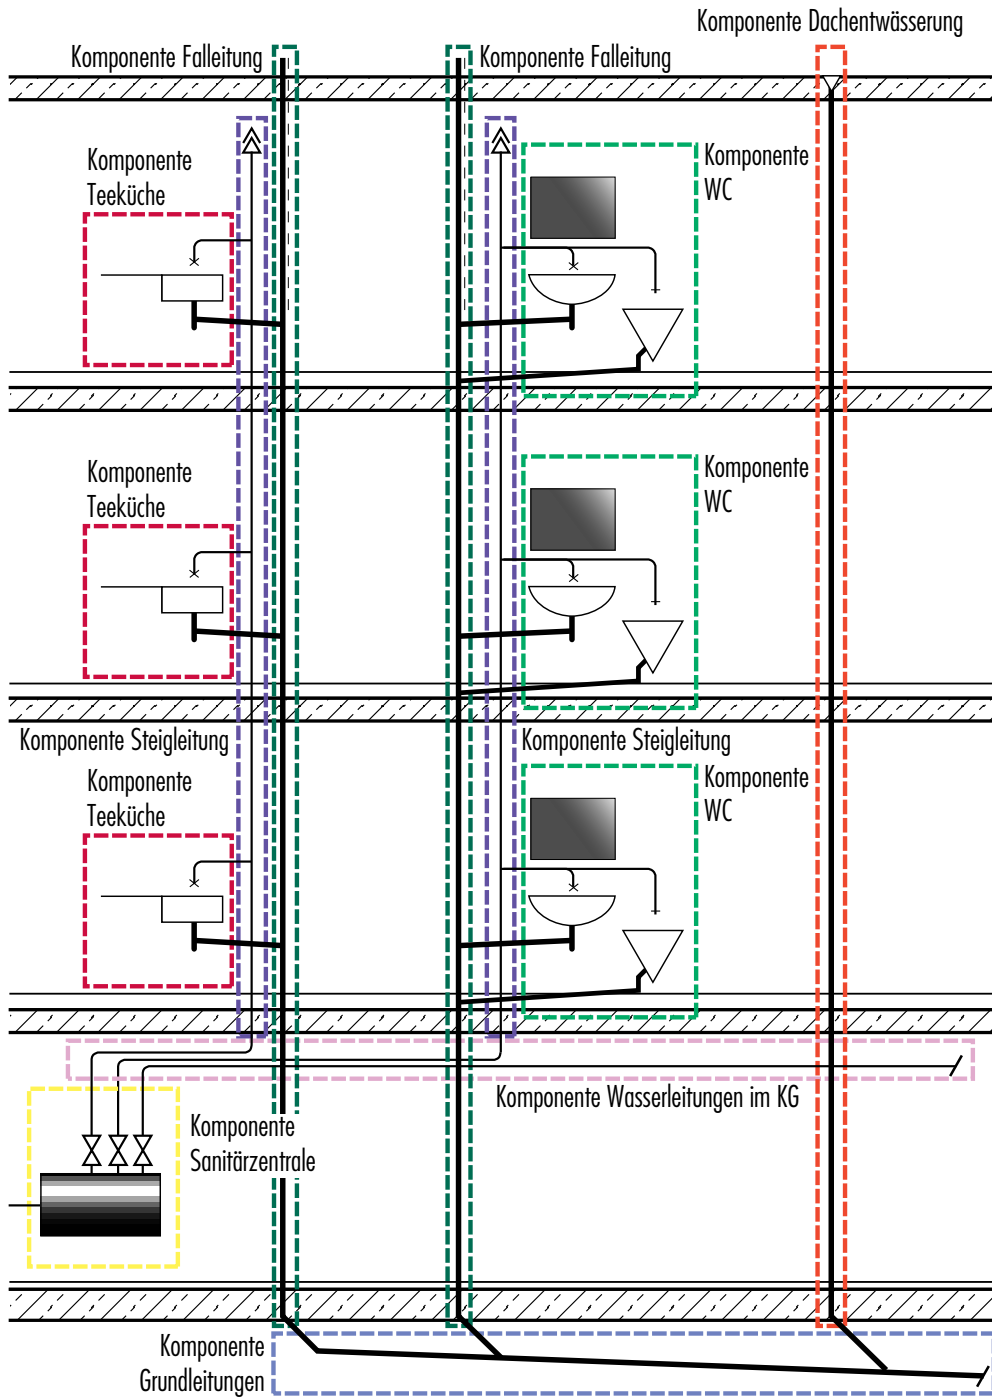 Komponente Dachentwässerung
Komponente Falleitung
Komponente Falleitung
Komponente
Teeküche
Komponente
WC
Komponente
Teeküche
Komponente
WC
Komponente Steigleitung
Komponente Steigleitung
Komponente
Teeküche
Komponente
WC
Komponente Wasserleitungen im KG
Komponente
Sanitärzentrale
Komponente
Grundleitungen